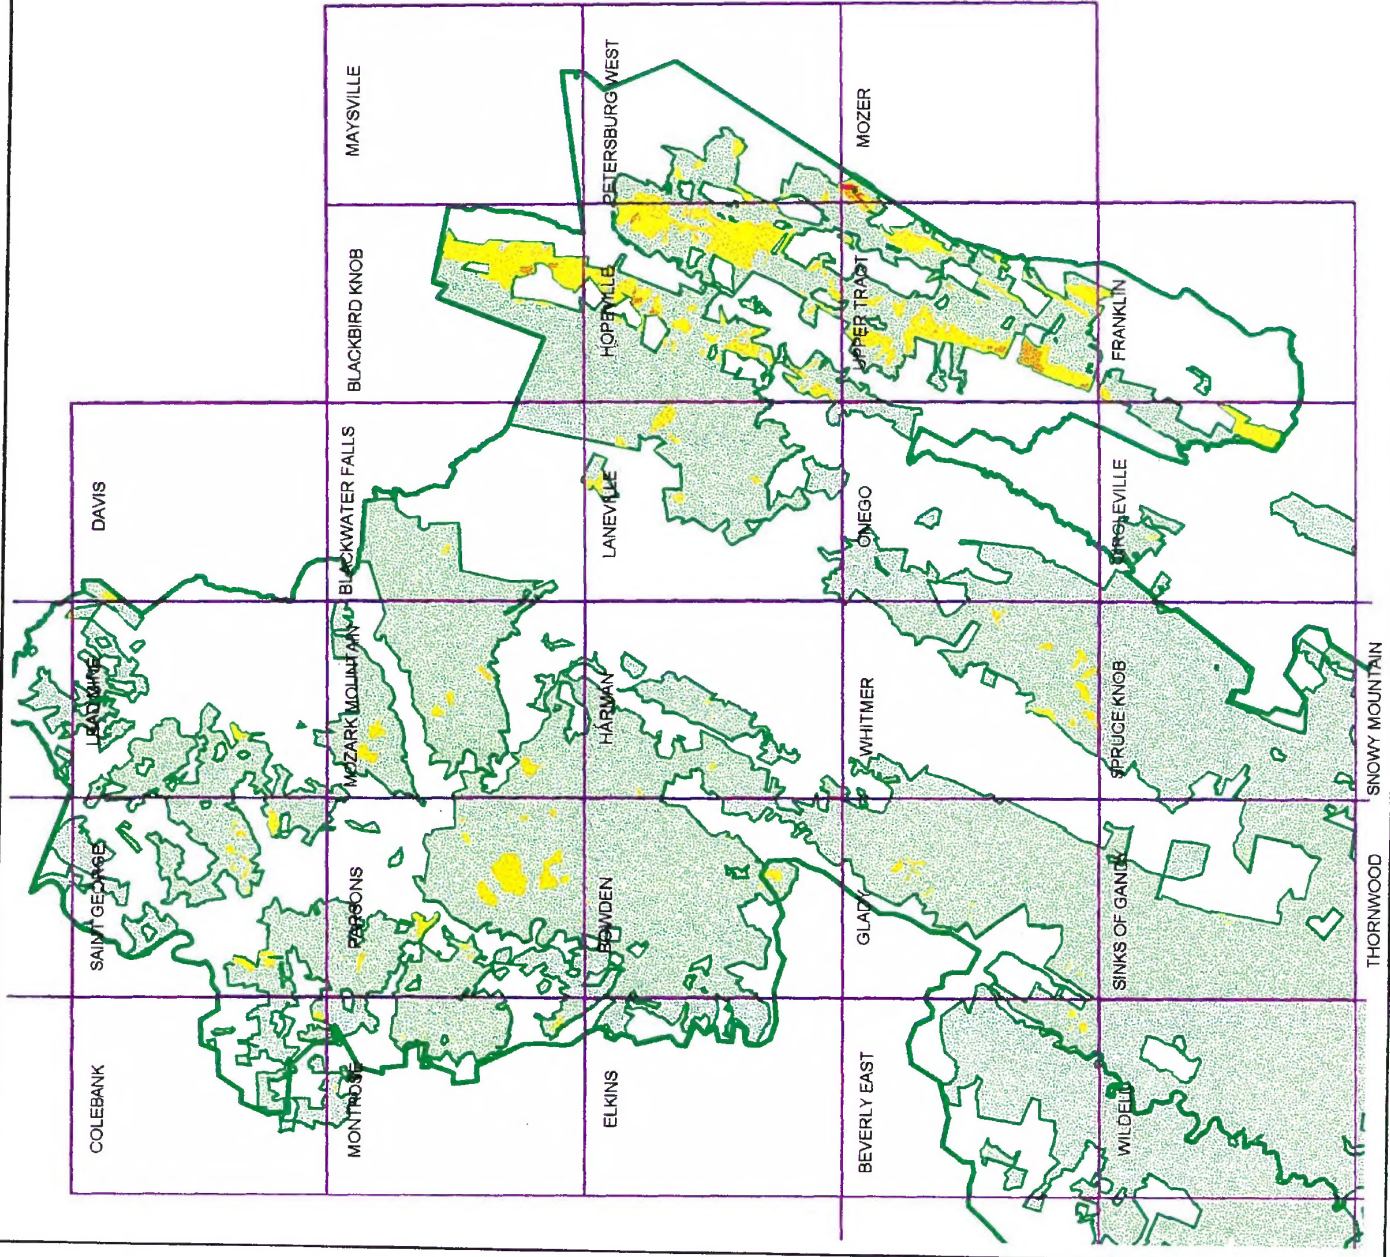 MAYSVILLE
PETERSBURG WEST
MOZER
BLACKBIRD KNOB
HOPEVILLE
UPPER TRACT
FRANKLIN
DAVIS
BLACKWATER FALLS
LANEVILLE
ONEGO
CIRCLEVILLE
LEAD MINE
MOZARK MOUNTAIN
HARMAN
WHITMER
SPRUCE KNOB
SNOWY MOUNTAIN
SAINT GEORGE
PARSONS
BOWDEN
GLADY
SINKS OF GANDY
THORNWOOD
COLEBANK
MONTROSE
ELKINS
BEVERLY EAST
WILDELL